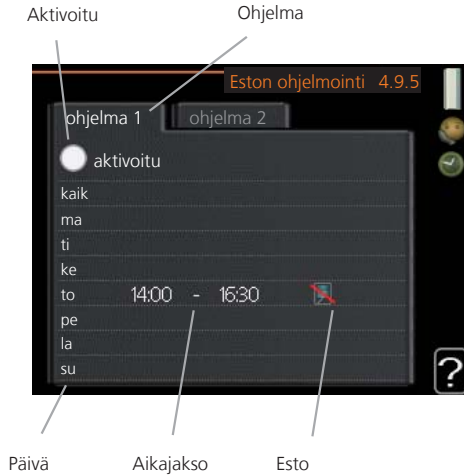 Aktivoitu Ohjelma
Eston ohjelmointi 4.9.5
ohjelma 1 ohjelma 2
aktivoitu
kaik
ma
ti
ke
to 14:00 - 16:30
pe
la
su
?
Päivä Aikajakso Esto